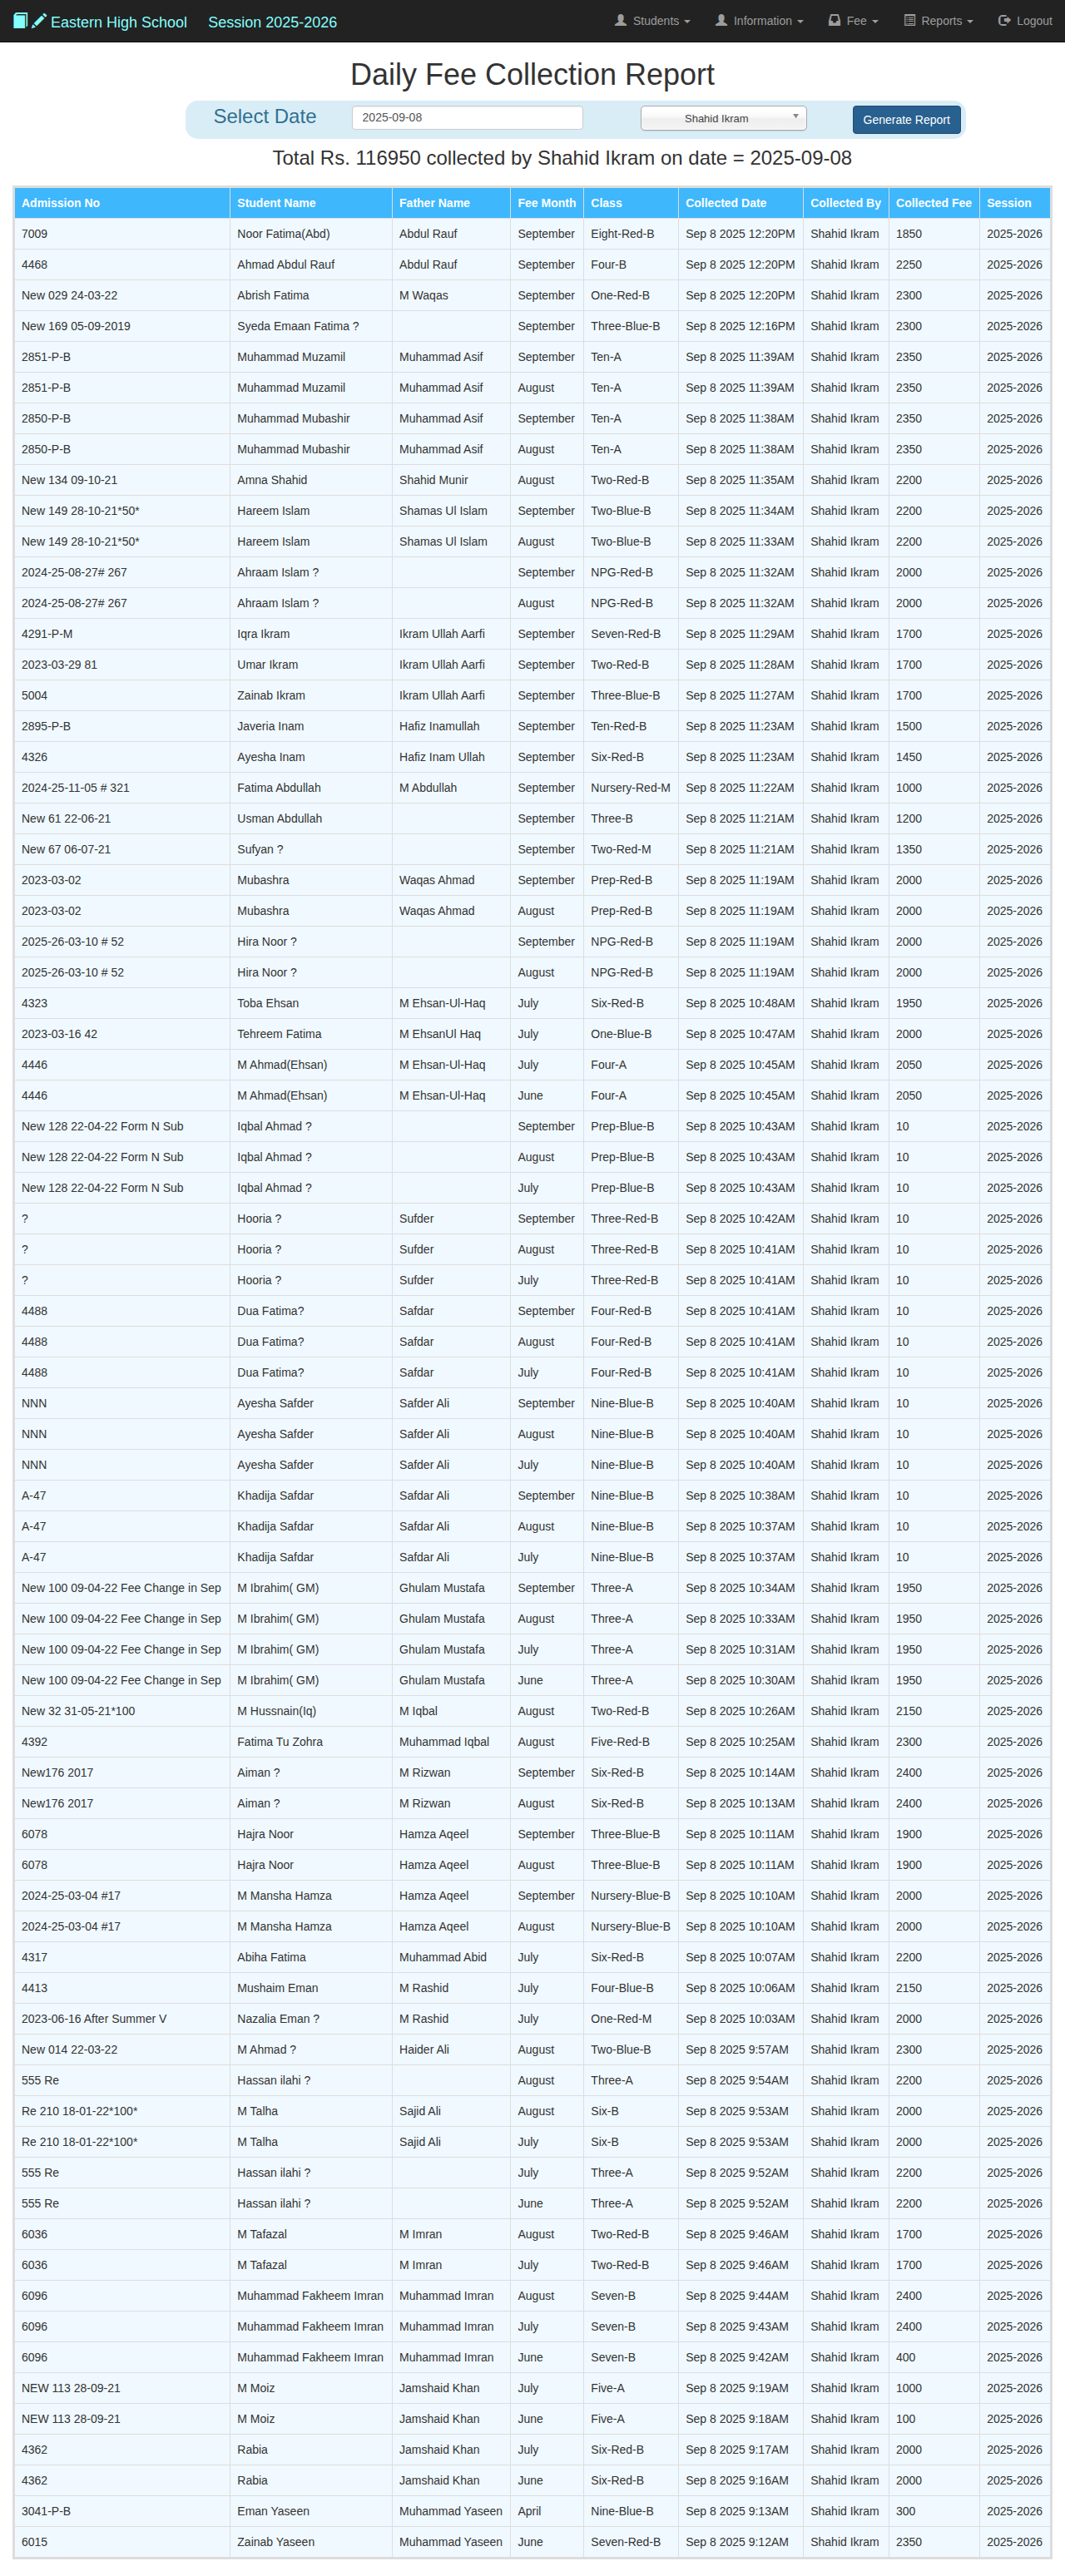 Eastern High School Session 2025-2026 Students Information Fee Reports Logout
Daily Fee Collection Report
Select Date 2025-09-08 Shahid Ikram Generate Report
Total Rs. 116950 collected by Shahid Ikram on date = 2025-09-08
Admission No Student Name Father Name Fee Month Class Collected Date Collected By Collected Fee Session
7009 Noor Fatima(Abd) Abdul Rauf September Eight-Red-B Sep 8 2025 12:20PM Shahid Ikram 1850 2025-2026
4468 Ahmad Abdul Rauf Abdul Rauf September Four-B Sep 8 2025 12:20PM Shahid Ikram 2250 2025-2026
New 029 24-03-22 Abrish Fatima M Waqas September One-Red-B Sep 8 2025 12:20PM Shahid Ikram 2300 2025-2026
New 169 05-09-2019 Syeda Emaan Fatima ? September Three-Blue-B Sep 8 2025 12:16PM Shahid Ikram 2300 2025-2026
2851-P-B Muhammad Muzamil Muhammad Asif September Ten-A Sep 8 2025 11:39AM Shahid Ikram 2350 2025-2026
2851-P-B Muhammad Muzamil Muhammad Asif August Ten-A Sep 8 2025 11:39AM Shahid Ikram 2350 2025-2026
2850-P-B Muhammad Mubashir Muhammad Asif September Ten-A Sep 8 2025 11:38AM Shahid Ikram 2350 2025-2026
2850-P-B Muhammad Mubashir Muhammad Asif August Ten-A Sep 8 2025 11:38AM Shahid Ikram 2350 2025-2026
New 134 09-10-21 Amna Shahid Shahid Munir August Two-Red-B Sep 8 2025 11:35AM Shahid Ikram 2200 2025-2026
New 149 28-10-21*50* Hareem Islam Shamas Ul Islam September Two-Blue-B Sep 8 2025 11:34AM Shahid Ikram 2200 2025-2026
New 149 28-10-21*50* Hareem Islam Shamas Ul Islam August Two-Blue-B Sep 8 2025 11:33AM Shahid Ikram 2200 2025-2026
2024-25-08-27# 267 Ahraam Islam ? September NPG-Red-B Sep 8 2025 11:32AM Shahid Ikram 2000 2025-2026
2024-25-08-27# 267 Ahraam Islam ? August NPG-Red-B Sep 8 2025 11:32AM Shahid Ikram 2000 2025-2026
4291-P-M Iqra Ikram Ikram Ullah Aarfi September Seven-Red-B Sep 8 2025 11:29AM Shahid Ikram 1700 2025-2026
2023-03-29 81 Umar Ikram Ikram Ullah Aarfi September Two-Red-B Sep 8 2025 11:28AM Shahid Ikram 1700 2025-2026
5004 Zainab Ikram Ikram Ullah Aarfi September Three-Blue-B Sep 8 2025 11:27AM Shahid Ikram 1700 2025-2026
2895-P-B Javeria Inam Hafiz Inamullah September Ten-Red-B Sep 8 2025 11:23AM Shahid Ikram 1500 2025-2026
4326 Ayesha Inam Hafiz Inam Ullah September Six-Red-B Sep 8 2025 11:23AM Shahid Ikram 1450 2025-2026
2024-25-11-05 # 321 Fatima Abdullah M Abdullah September Nursery-Red-M Sep 8 2025 11:22AM Shahid Ikram 1000 2025-2026
New 61 22-06-21 Usman Abdullah September Three-B Sep 8 2025 11:21AM Shahid Ikram 1200 2025-2026
New 67 06-07-21 Sufyan ? September Two-Red-M Sep 8 2025 11:21AM Shahid Ikram 1350 2025-2026
2023-03-02 Mubashra Waqas Ahmad September Prep-Red-B Sep 8 2025 11:19AM Shahid Ikram 2000 2025-2026
2023-03-02 Mubashra Waqas Ahmad August Prep-Red-B Sep 8 2025 11:19AM Shahid Ikram 2000 2025-2026
2025-26-03-10 # 52 Hira Noor ? September NPG-Red-B Sep 8 2025 11:19AM Shahid Ikram 2000 2025-2026
2025-26-03-10 # 52 Hira Noor ? August NPG-Red-B Sep 8 2025 11:19AM Shahid Ikram 2000 2025-2026
4323 Toba Ehsan M Ehsan-Ul-Haq July Six-Red-B Sep 8 2025 10:48AM Shahid Ikram 1950 2025-2026
2023-03-16 42 Tehreem Fatima M EhsanUl Haq July One-Blue-B Sep 8 2025 10:47AM Shahid Ikram 2000 2025-2026
4446 M Ahmad(Ehsan) M Ehsan-Ul-Haq July Four-A Sep 8 2025 10:45AM Shahid Ikram 2050 2025-2026
4446 M Ahmad(Ehsan) M Ehsan-Ul-Haq June Four-A Sep 8 2025 10:45AM Shahid Ikram 2050 2025-2026
New 128 22-04-22 Form N Sub Iqbal Ahmad ? September Prep-Blue-B Sep 8 2025 10:43AM Shahid Ikram 10 2025-2026
New 128 22-04-22 Form N Sub Iqbal Ahmad ? August Prep-Blue-B Sep 8 2025 10:43AM Shahid Ikram 10 2025-2026
New 128 22-04-22 Form N Sub Iqbal Ahmad ? July Prep-Blue-B Sep 8 2025 10:43AM Shahid Ikram 10 2025-2026
? Hooria ? Sufder September Three-Red-B Sep 8 2025 10:42AM Shahid Ikram 10 2025-2026
? Hooria ? Sufder August Three-Red-B Sep 8 2025 10:41AM Shahid Ikram 10 2025-2026
? Hooria ? Sufder July Three-Red-B Sep 8 2025 10:41AM Shahid Ikram 10 2025-2026
4488 Dua Fatima? Safdar September Four-Red-B Sep 8 2025 10:41AM Shahid Ikram 10 2025-2026
4488 Dua Fatima? Safdar August Four-Red-B Sep 8 2025 10:41AM Shahid Ikram 10 2025-2026
4488 Dua Fatima? Safdar July Four-Red-B Sep 8 2025 10:41AM Shahid Ikram 10 2025-2026
NNN Ayesha Safder Safder Ali September Nine-Blue-B Sep 8 2025 10:40AM Shahid Ikram 10 2025-2026
NNN Ayesha Safder Safder Ali August Nine-Blue-B Sep 8 2025 10:40AM Shahid Ikram 10 2025-2026
NNN Ayesha Safder Safder Ali July Nine-Blue-B Sep 8 2025 10:40AM Shahid Ikram 10 2025-2026
A-47 Khadija Safdar Safdar Ali September Nine-Blue-B Sep 8 2025 10:38AM Shahid Ikram 10 2025-2026
A-47 Khadija Safdar Safdar Ali August Nine-Blue-B Sep 8 2025 10:37AM Shahid Ikram 10 2025-2026
A-47 Khadija Safdar Safdar Ali July Nine-Blue-B Sep 8 2025 10:37AM Shahid Ikram 10 2025-2026
New 100 09-04-22 Fee Change in Sep M Ibrahim( GM) Ghulam Mustafa September Three-A Sep 8 2025 10:34AM Shahid Ikram 1950 2025-2026
New 100 09-04-22 Fee Change in Sep M Ibrahim( GM) Ghulam Mustafa August Three-A Sep 8 2025 10:33AM Shahid Ikram 1950 2025-2026
New 100 09-04-22 Fee Change in Sep M Ibrahim( GM) Ghulam Mustafa July Three-A Sep 8 2025 10:31AM Shahid Ikram 1950 2025-2026
New 100 09-04-22 Fee Change in Sep M Ibrahim( GM) Ghulam Mustafa June Three-A Sep 8 2025 10:30AM Shahid Ikram 1950 2025-2026
New 32 31-05-21*100 M Hussnain(Iq) M Iqbal August Two-Red-B Sep 8 2025 10:26AM Shahid Ikram 2150 2025-2026
4392 Fatima Tu Zohra Muhammad Iqbal August Five-Red-B Sep 8 2025 10:25AM Shahid Ikram 2300 2025-2026
New176 2017 Aiman ? M Rizwan September Six-Red-B Sep 8 2025 10:14AM Shahid Ikram 2400 2025-2026
New176 2017 Aiman ? M Rizwan August Six-Red-B Sep 8 2025 10:13AM Shahid Ikram 2400 2025-2026
6078 Hajra Noor Hamza Aqeel September Three-Blue-B Sep 8 2025 10:11AM Shahid Ikram 1900 2025-2026
6078 Hajra Noor Hamza Aqeel August Three-Blue-B Sep 8 2025 10:11AM Shahid Ikram 1900 2025-2026
2024-25-03-04 #17 M Mansha Hamza Hamza Aqeel September Nursery-Blue-B Sep 8 2025 10:10AM Shahid Ikram 2000 2025-2026
2024-25-03-04 #17 M Mansha Hamza Hamza Aqeel August Nursery-Blue-B Sep 8 2025 10:10AM Shahid Ikram 2000 2025-2026
4317 Abiha Fatima Muhammad Abid July Six-Red-B Sep 8 2025 10:07AM Shahid Ikram 2200 2025-2026
4413 Mushaim Eman M Rashid July Four-Blue-B Sep 8 2025 10:06AM Shahid Ikram 2150 2025-2026
2023-06-16 After Summer V Nazalia Eman ? M Rashid July One-Red-M Sep 8 2025 10:03AM Shahid Ikram 2000 2025-2026
New 014 22-03-22 M Ahmad ? Haider Ali August Two-Blue-B Sep 8 2025 9:57AM Shahid Ikram 2300 2025-2026
555 Re Hassan ilahi ? August Three-A Sep 8 2025 9:54AM Shahid Ikram 2200 2025-2026
Re 210 18-01-22*100* M Talha Sajid Ali August Six-B Sep 8 2025 9:53AM Shahid Ikram 2000 2025-2026
Re 210 18-01-22*100* M Talha Sajid Ali July Six-B Sep 8 2025 9:53AM Shahid Ikram 2000 2025-2026
555 Re Hassan ilahi ? July Three-A Sep 8 2025 9:52AM Shahid Ikram 2200 2025-2026
555 Re Hassan ilahi ? June Three-A Sep 8 2025 9:52AM Shahid Ikram 2200 2025-2026
6036 M Tafazal M Imran August Two-Red-B Sep 8 2025 9:46AM Shahid Ikram 1700 2025-2026
6036 M Tafazal M Imran July Two-Red-B Sep 8 2025 9:46AM Shahid Ikram 1700 2025-2026
6096 Muhammad Fakheem Imran Muhammad Imran August Seven-B Sep 8 2025 9:44AM Shahid Ikram 2400 2025-2026
6096 Muhammad Fakheem Imran Muhammad Imran July Seven-B Sep 8 2025 9:43AM Shahid Ikram 2400 2025-2026
6096 Muhammad Fakheem Imran Muhammad Imran June Seven-B Sep 8 2025 9:42AM Shahid Ikram 400 2025-2026
NEW 113 28-09-21 M Moiz Jamshaid Khan July Five-A Sep 8 2025 9:19AM Shahid Ikram 1000 2025-2026
NEW 113 28-09-21 M Moiz Jamshaid Khan June Five-A Sep 8 2025 9:18AM Shahid Ikram 100 2025-2026
4362 Rabia Jamshaid Khan July Six-Red-B Sep 8 2025 9:17AM Shahid Ikram 2000 2025-2026
4362 Rabia Jamshaid Khan June Six-Red-B Sep 8 2025 9:16AM Shahid Ikram 2000 2025-2026
3041-P-B Eman Yaseen Muhammad Yaseen April Nine-Blue-B Sep 8 2025 9:13AM Shahid Ikram 300 2025-2026
6015 Zainab Yaseen Muhammad Yaseen June Seven-Red-B Sep 8 2025 9:12AM Shahid Ikram 2350 2025-2026